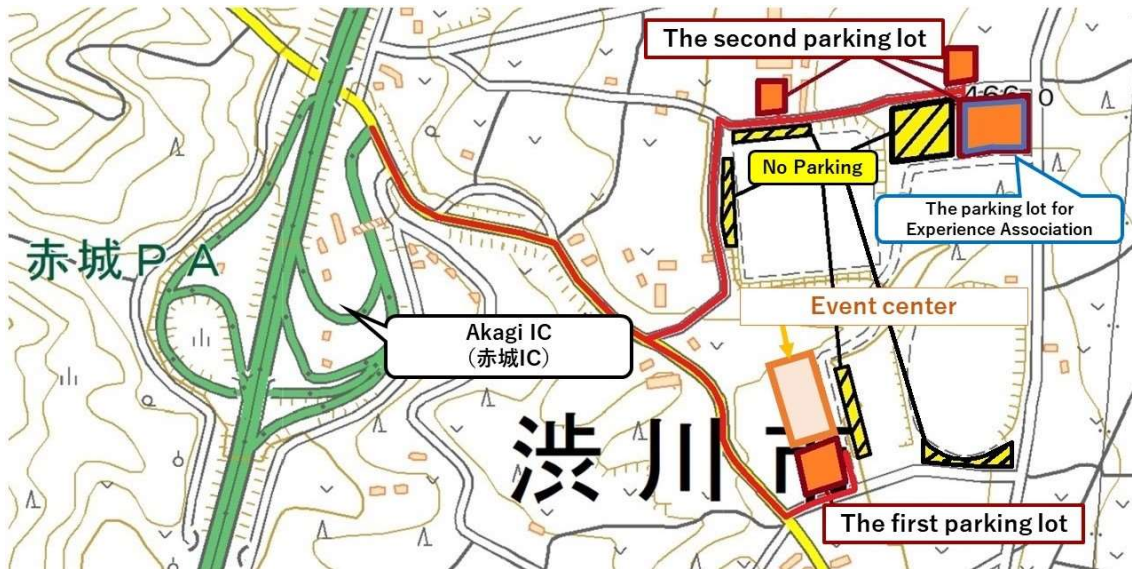 The second parking lot
466.0
No Parking
The parking lot for
Experience Association
赤城PA
Event center
Akagi IC
（赤城IC）
渋川市
The first parking lot